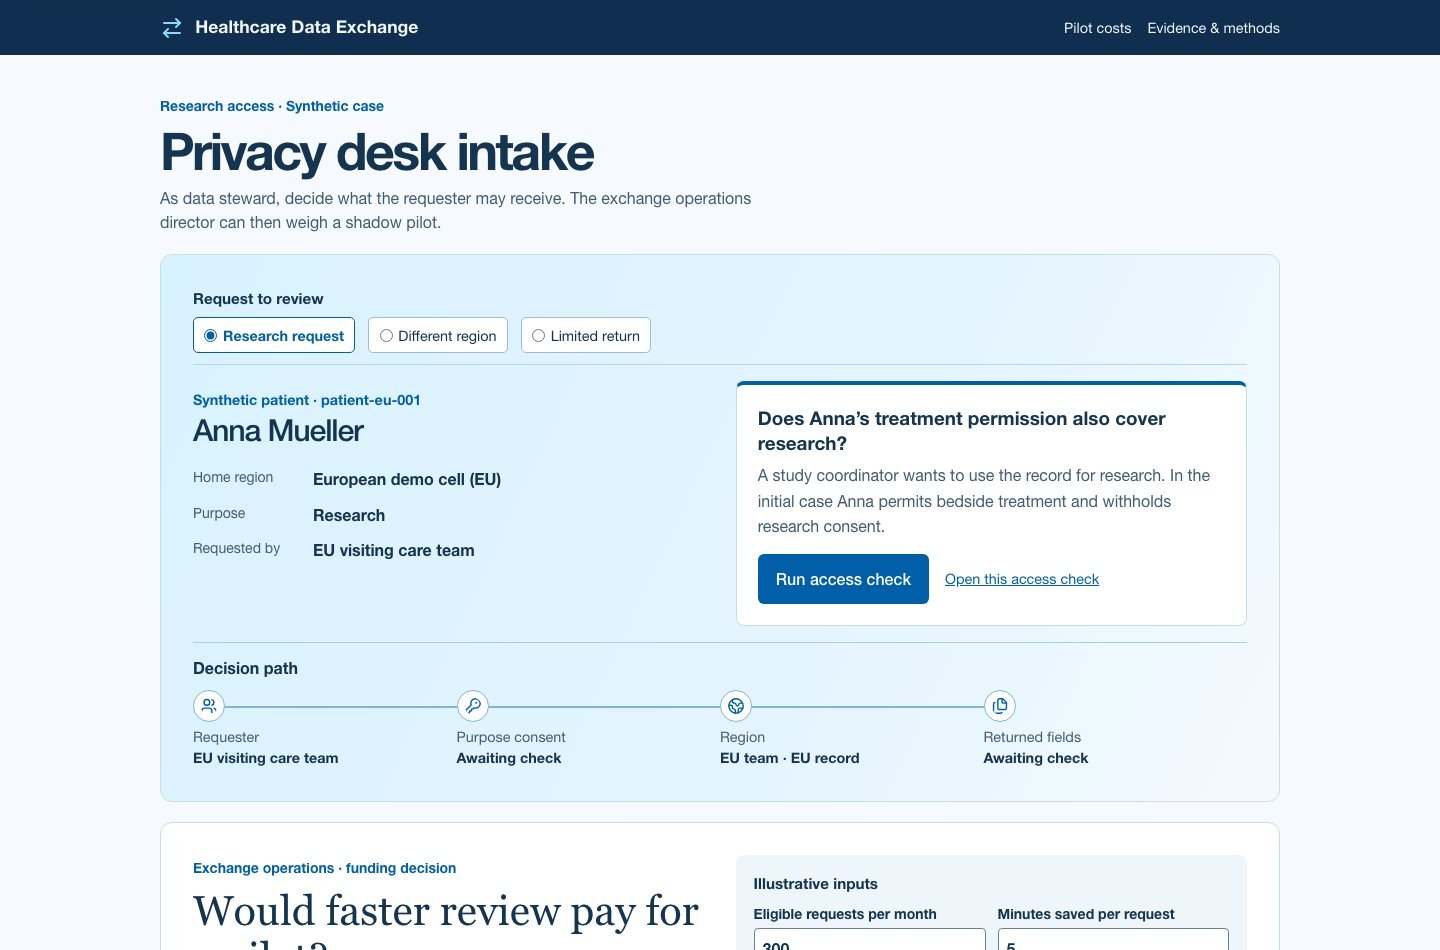 Healthcare Data Exchange
Pilot costs
Evidence & methods
Research access · Synthetic case
Privacy desk intake
As data steward, decide what the requester may receive. The exchange operations
director can then weigh a shadow pilot.
Request to review
Research request
Different region
Limited return
Synthetic patient · patient-eu-001
Anna Mueller
Home region
European demo cell (EU)
Purpose
Research
Requested by
EU visiting care team
Does Anna’s treatment permission also cover
research?
A study coordinator wants to use the record for research. In the
initial case Anna permits bedside treatment and withholds
research consent.
Run access check
Open this access check
Decision path
Requester
EU visiting care team
Purpose consent
Awaiting check
Region
EU team · EU record
Returned fields
Awaiting check
Exchange operations · funding decision
Would faster review pay for
Illustrative inputs
Eligible requests per month
300
Minutes saved per request
5